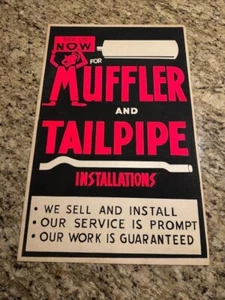 NOW
FOR
MUFFLER
AND
TAILPIPE
INSTALLATIONS
• WE SELL AND INSTALL
• OUR SERVICE IS PROMPT
• OUR WORK IS GUARANTEED